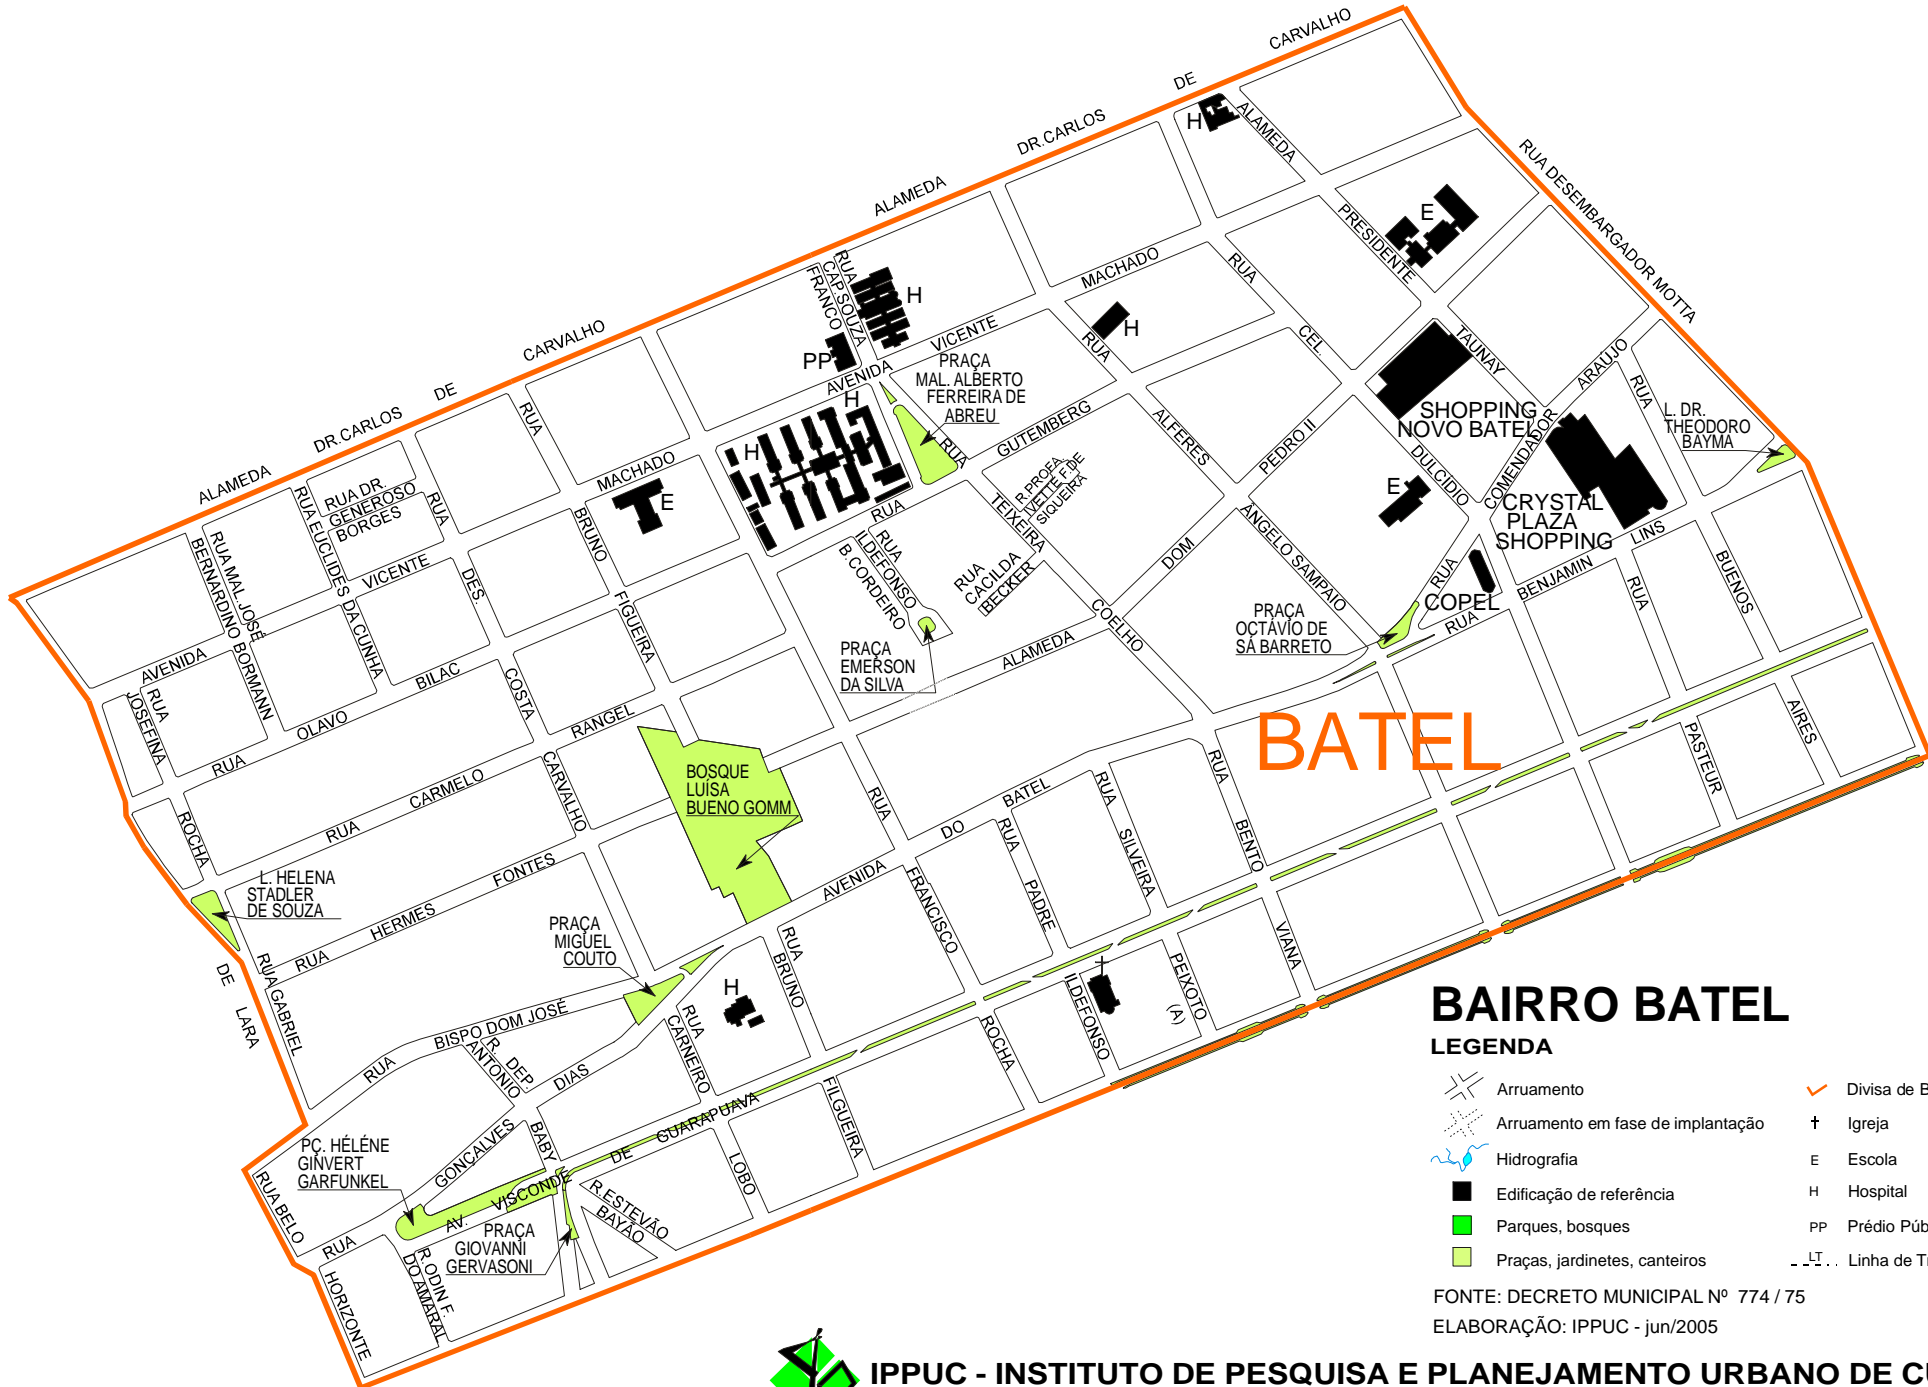 ALAMEDA DR. CARLOS DE CARVALHO
ALAMEDA DR. CARLOS DE CARVALHO
RUA DESEMBARGADOR MOTTA
ALAMEDA PRESIDENTE TAUNAY
H
E
RUA
CAP. SOUZA
FRANCO
H
PP
H
H
H
E
E
AVENIDA VICENTE MACHADO
AVENIDA VICENTE MACHADO
PRAÇA
MAL. ALBERTO
FERREIRA DE
ABREU
RUA GUTEMBERG
RUA ALFERES ÂNGELO SAMPAIO
RUA CEL. DULCIDIO
SHOPPING
NOVO BATEL
RUA COMENDADOR ARAUJO
L. DR.
THEODORO
BAYMA
CRYSTAL
PLAZA
SHOPPING
COPEL
RUA BENJAMIN LINS
RUA BUENOS AIRES
RUA PASTEUR
RUA DR.
GENEROSO
BORGES
RUA EUCLIDES DA CUNHA
RUA MAL. JOSÉ
BERNARDINO BORMANN
RUA DES. COSTA CARVALHO
RUA BRUNO FIGUEIRA
RUA TEIXEIRA COELHO
R. PROFA.
IVETTE F. DE
SIQUEIRA
RUA
ILDEFONSO
B CORDEIRO
RUA
CACILDA
BECKER
PRAÇA
EMERSON
DA SILVA
ALAMEDA DOM PEDRO II
PRAÇA
OCTÁVIO DE
SÁ BARRETO
RUA
JOSEFINA
ROCHA
RUA OLAVO BILAC
RUA CARMELO RANGEL
RUA HERMES FONTES
BOSQUE
LUÍSA
BUENO GOMM
BATEL
AVENIDA DO BATEL
RUA FRANCISCO ROCHA
RUA PADRE ILDEFONSO
RUA SILVEIRA PEIXOTO
(A)
RUA BENTO VIANA
L. HELENA
STADLER
DE SOUZA
RUA GABRIEL
DE LARA
PRAÇA
MIGUEL
COUTO
RUA BISPO DOM JOSÉ
R. DEP.
ANTONIO
BABY
H
RUA
CARNEIRO
LOBO
RUA
BRUNO
FILGUEIRA
RUA GONÇALVES DIAS
PÇ. HÉLÉNE
GINVERT
GARFUNKEL
AV. VISCONDE DE GUARAPUAVA
PRAÇA
GIOVANNI
GERVASONI
R.ESTEVÃO
BAYÃO
R. ODIN F.
DO AMARAL
RUA BELO
HORIZONTE
BAIRRO BATEL
LEGENDA
Arruamento
Arruamento em fase de implantação
Hidrografia
Edificação de referência
Parques, bosques
Praças, jardinetes, canteiros
Divisa de B
Igreja
E Escola
H Hospital
PP Prédio Púb
LT Linha de T
FONTE: DECRETO MUNICIPAL Nº 774 / 75
ELABORAÇÃO: IPPUC - jun/2005
IPPUC - INSTITUTO DE PESQUISA E PLANEJAMENTO URBANO DE C